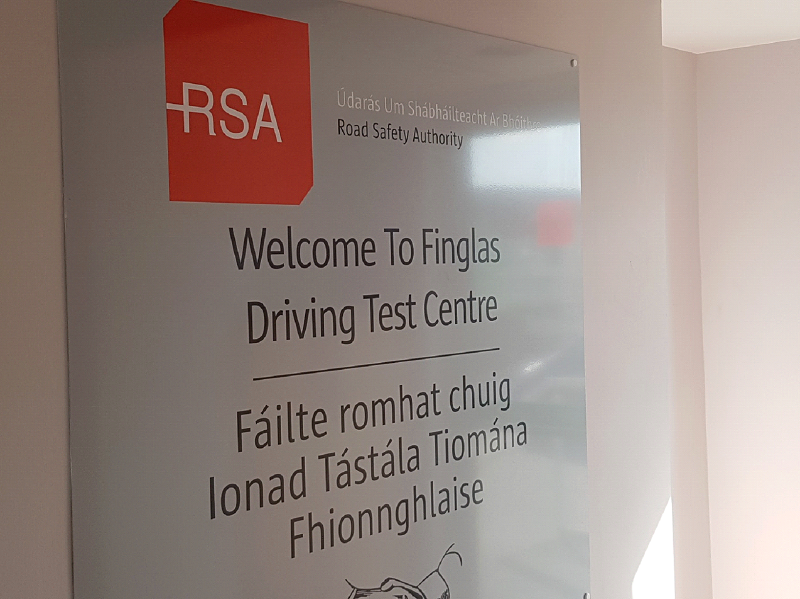 RSA
Údarás Um Shábháilteacht Ar Bhóithre
Road Safety Authority
Welcome To Finglas
Driving Test Centre
Fáilte romhat chuig
Ionad Tástála Tiomána
Fhionnghlaise